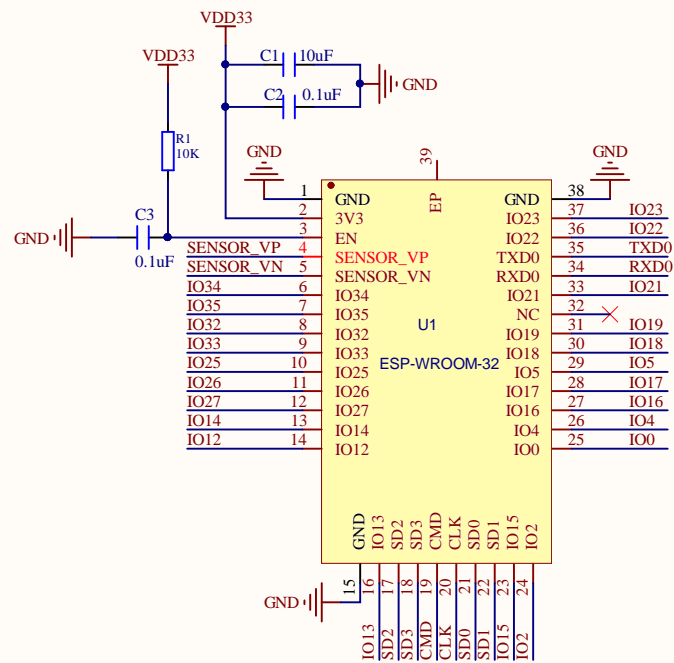 VDD33
VDD33
C1
10uF
C2
0.1uF
GND
R1
10K
GND
39
GND
EP
1
GND
GND
38
2
3V3
IO23
37
IO23
C3
3
EN
IO22
36
IO22
GND
0.1uF
SENSOR_VP
4
SENSOR_VP
TXD0
35
TXD0
SENSOR_VN
5
SENSOR_VN
RXD0
34
RXD0
IO34
6
IO34
IO21
33
IO21
IO35
7
IO35
NC
32
IO32
8
IO32
U1
IO19
31
IO19
IO33
9
IO33
IO18
30
IO18
IO25
10
IO25
ESP-WROOM-32
IO5
29
IO5
IO26
11
IO26
IO17
28
IO17
IO27
12
IO27
IO16
27
IO16
IO14
13
IO14
IO4
26
IO4
IO12
14
IO12
IO0
25
IO0
GND
IO13
SD2
SD3
CMD
CLK
SD0
SD1
IO15
IO2
15
16
17
18
19
20
21
22
23
24
GND
IO13
SD2
SD3
CMD
CLK
SD0
SD1
IO15
IO2